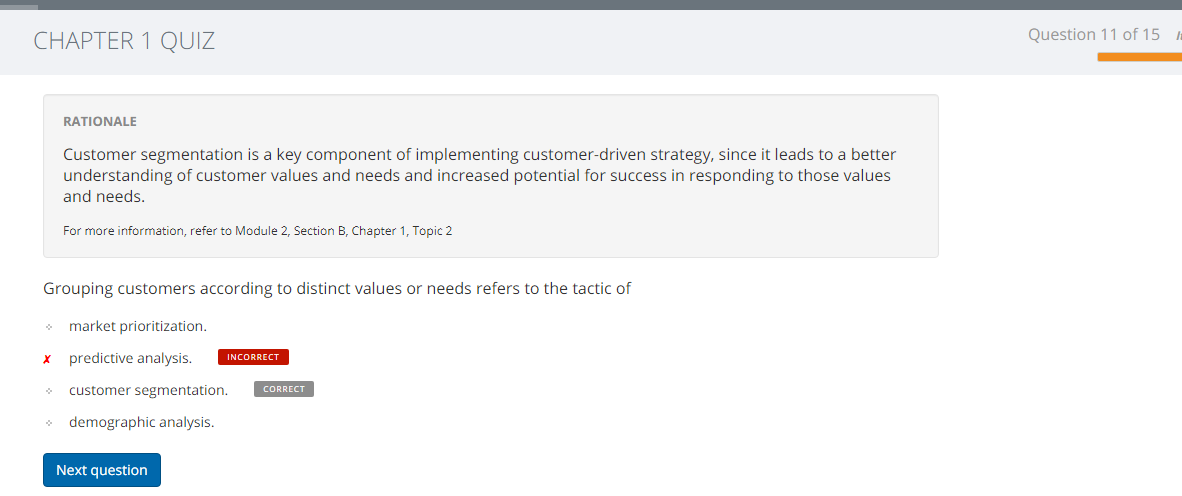 CHAPTER 1 QUIZ
Question 11 of 15
RATIONALE
Customer segmentation is a key component of implementing customer-driven strategy, since it leads to a better
understanding of customer values and needs and increased potential for success in responding to those values
and needs.
For more information, refer to Module 2, Section B, Chapter 1, Topic 2
Grouping customers according to distinct values or needs refers to the tactic of
market prioritization.
✗ predictive analysis. INCORRECT
customer segmentation. CORRECT
demographic analysis.
Next question